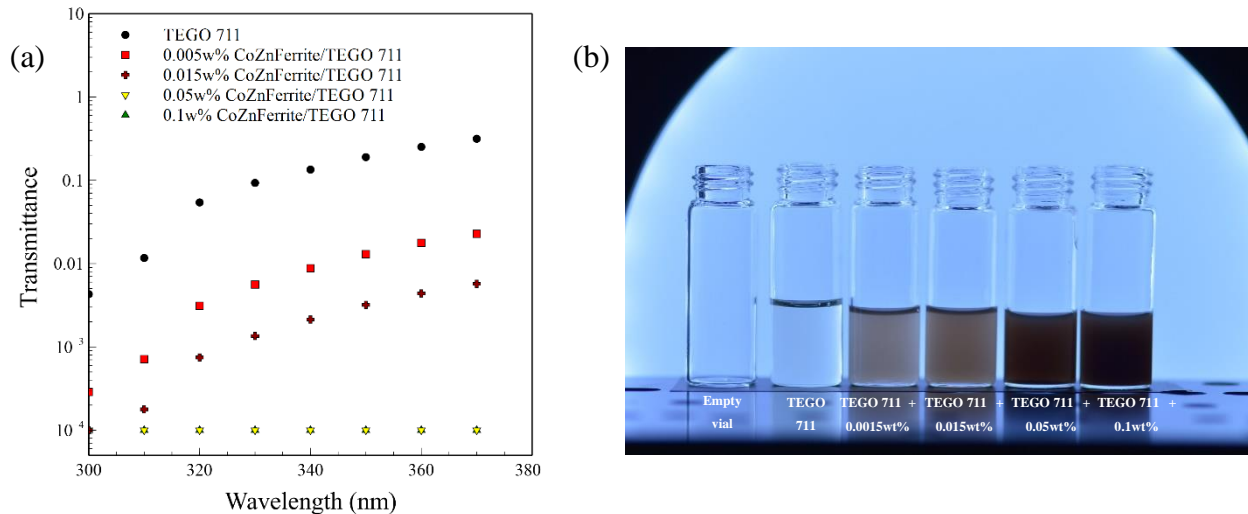 (a)
10
1
0.1
0.01
10 3
10 4
Transmittance
TEGO 711
0.005w% CoZnFerrite/TEGO 711
0.015w% CoZnFerrite/TEGO 711
0.05w% CoZnFerrite/TEGO 711
0.1w% CoZnFerrite/TEGO 711
300 320 340 360 380
Wavelength (nm)
(b)
Empty vial
TEGO 711
TEGO 711 + 0.0015wt%
TEGO 711 + 0.015wt%
TEGO 711 + 0.05wt%
TEGO 711 + 0.1wt%